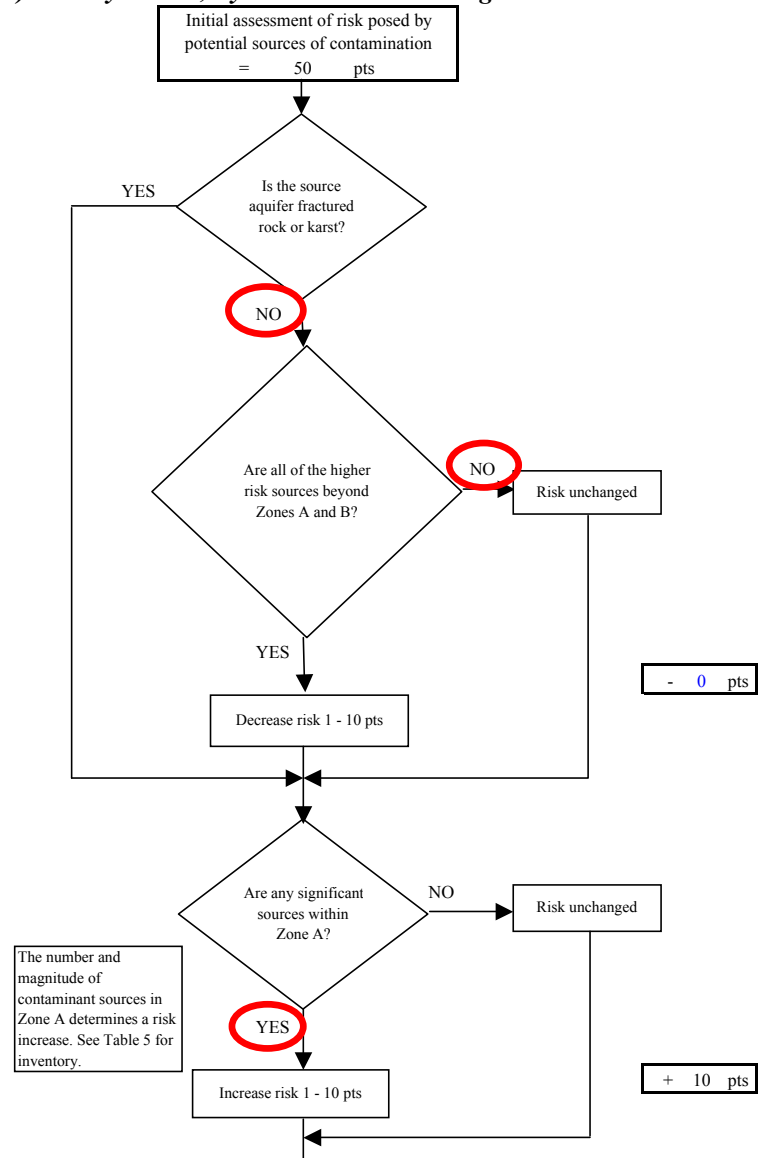 Initial assessment of risk posed by
potential sources of contamination
= 50 pts
YES
Is the source
aquifer fractured
rock or karst?
NO
Are all of the higher
risk sources beyond
Zones A and B?
NO
Risk unchanged
YES
- 0 pts
Decrease risk 1 - 10 pts
Are any significant
sources within
Zone A?
NO
Risk unchanged
The number and
magnitude of
contaminant sources in
Zone A determines a risk
increase. See Table 5 for
inventory.
YES
Increase risk 1 - 10 pts
+ 10 pts